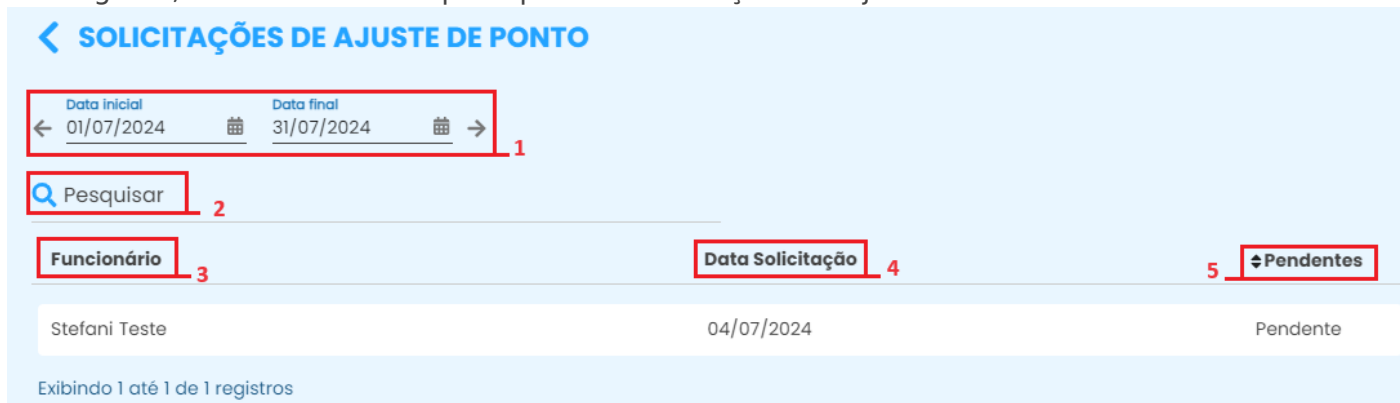 SOLICITAÇÕES DE AJUSTE DE PONTO
Data inicial Data final
01/07/2024 31/07/2024
1
Pesquisar
2
Funcionário 3 Data Solicitação 4 5 Pendentes
Stefani Teste 04/07/2024 Pendente
Exibindo 1 até 1 de 1 registros